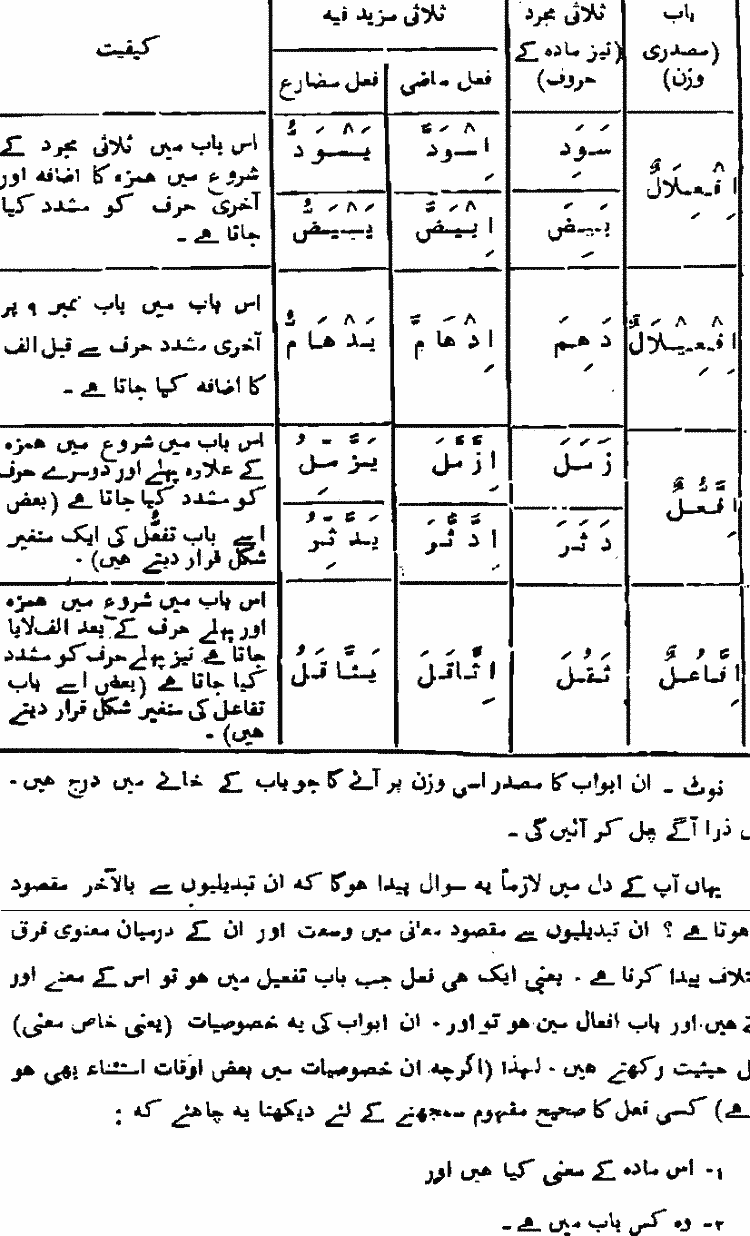 باب (مصدری وزن)
ثلاثی مجرد (نیز مادہ کے حروف)
ثلاثی مزید فیہ
فعل ماضی
فعل مضارع
کیفیت
اِفْعِلَالٌ
سَوِدَ
اِسْوَدَّ
یَسْوَدُّ
بَیِضَ
اِبْیَضَّ
یَبْیَضُّ
اس باب میں ثلاثی مجرد کے
شروع میں ہمزہ کا اضافہ اور
آخری حرف کو مشدد کیا
جاتا ہے ۔
اِفْعِیْلَالٌ
دَھِمَ
اِدْھَامَّ
یَدْھَامُّ
اس باب میں باب نمبر ۹ پر
آخری مشدد حرف سے قبل الف
کا اضافہ کیا جاتا ہے ۔
اِفَّعُّلٌ
زَمَلَ
اِزَّمَّلَ
یَزَّمِّلُ
دَثَرَ
اِدَّثَّرَ
یَدَّثِّرُ
اس باب میں شروع میں ہمزہ
کے علاوہ پہلے اور دوسرے حرف
کو مشدد کیا جاتا ہے (بعض
اسے باب تفعُّل کی ایک متغیر
شکل قرار دیتے ہیں) ۔
اِفَّاعُلٌ
ثَقُلَ
اِثَّاقَلَ
یَثَّاقَلُ
اس باب میں شروع میں ہمزہ
اور پہلے حرف کے بعد الف لایا
جاتا ہے نیز پہلے حرف کو مشدد
کیا جاتا ہے (بعض اسے باب
تفاعل کی متغیر شکل قرار دیتے
ہیں) ۔
نوٹ ۔ ان ابواب کا مصدر اسی وزن پر آئے گا جو باب کے خانے میں درج ہیں ۔
ذرا آگے چل کر آئیں گی ۔
یہاں آپ کے دل میں لازماً یہ سوال پیدا ہوگا کہ ان تبدیلیوں سے بالآخر مقصود
ہوتا ہے ؟ ان تبدیلیوں سے مقصود معانی میں وسعت اور ان کے درمیان معنوی فرق
تلاف پیدا کرنا ہے ۔ یعنی ایک ہی فعل جب باب تفعیل میں ہو تو اس کے معنے اور
ہیں اور باب افعال میں ہو تو اور ۔ ان ابواب کی یہ خصوصیات (یعنی خاص معنی)
ل حیثیت رکھتے ہیں ۔ لہذا (اگرچہ ان خصوصیات میں بعض اوقات استثناء بھی ہو
ہے) کسی فعل کا صحیح مفہوم سمجھنے کے لئے دیکھنا یہ چاہئے کہ :
۱۔ اس مادہ کے معنی کیا ہیں اور
۲۔ وہ کس باب میں ہے ۔